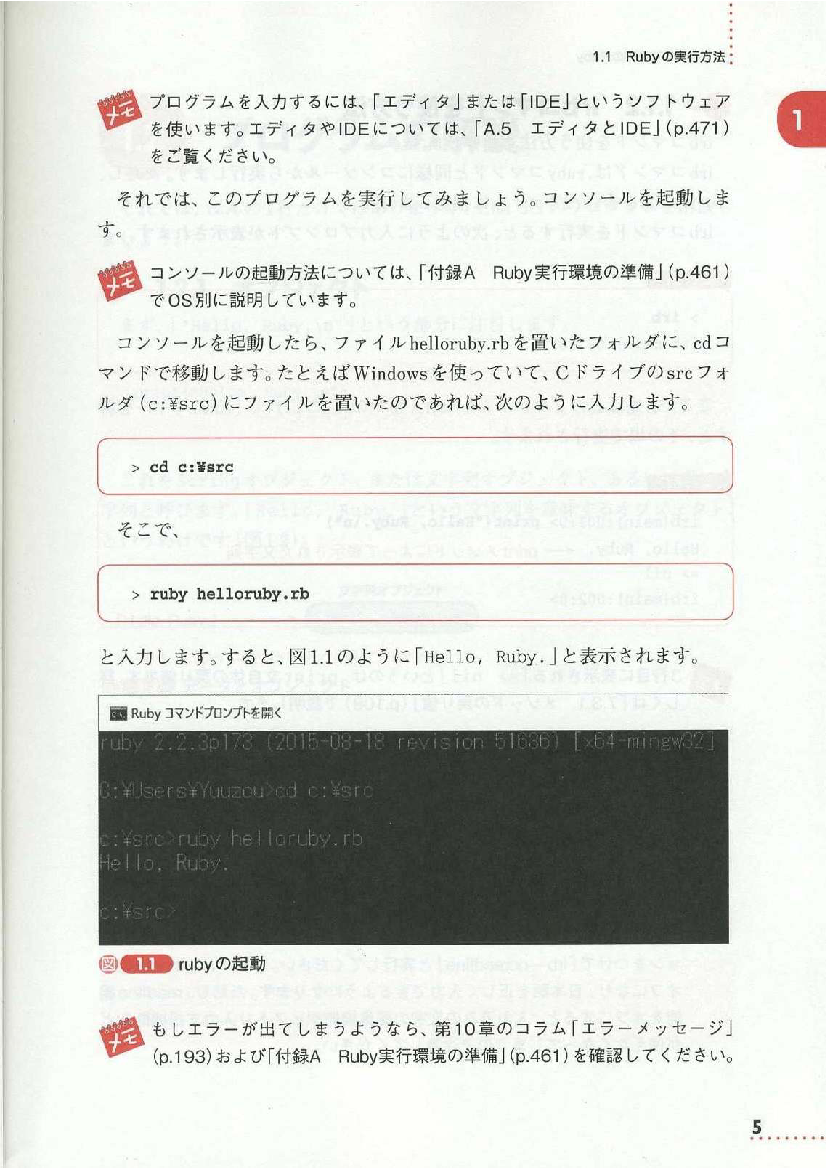 1.1 Rubyの実行方法
1
メモ
プログラムを入力するには、「エディタ」または「IDE」というソフトウェア
を使います。エディタやIDEについては、「A.5 エディタとIDE」(p.471)
をご覧ください。
それでは、このプログラムを実行してみましょう。コンソールを起動しま
す。
メモ
コンソールの起動方法については、「付録A Ruby実行環境の準備」(p.461)
でOS別に説明しています。
コンソールを起動したら、ファイルhelloruby.rbを置いたフォルダに、cdコ
マンドで移動します。たとえばWindowsを使っていて、Cドライブのsrcフォ
ルダ(c:¥src)にファイルを置いたのであれば、次のように入力します。
> cd c:¥src
そこで、
> ruby helloruby.rb
と入力します。すると、図1.1のように「Hello, Ruby.」と表示されます。
Ruby コマンドプロンプトを開く
ruby 2.2.3p173 (2015-08-18 revision 51636) [x64-mingw32]
C:¥Users¥Yuuzou>cd c:¥src
c:¥src>ruby helloruby.rb
Hello, Ruby.
c:¥src>
図 1.1 rubyの起動
メモ
もしエラーが出てしまうようなら、第10章のコラム「エラーメッセージ」
(p.193)および「付録A Ruby実行環境の準備」(p.461)を確認してください。
5